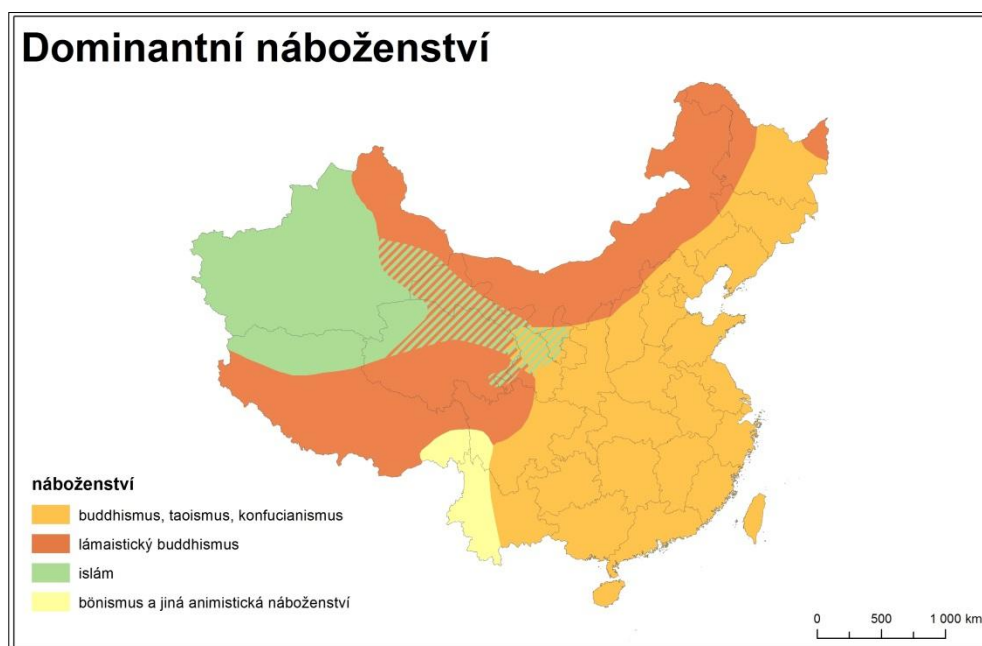 Dominantní náboženství
náboženství
buddhismus, taoismus, konfucianismus
lámaistický buddhismus
islám
bönismus a jiná animistická náboženství
0 500 1 000 km